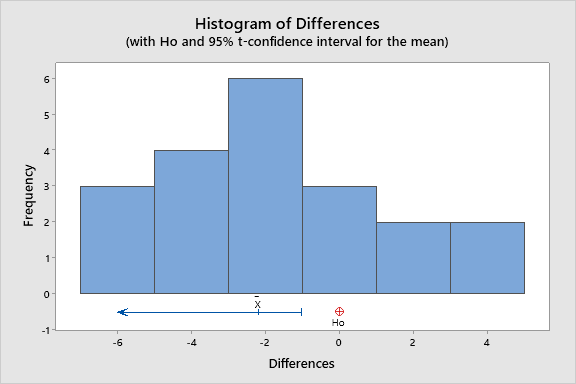 Histogram of Differences
(with Ho and 95% t-confidence interval for the mean)
Frequency
6
5
4
3
2
1
0
-1
X̄
Ho
-6 -4 -2 0 2 4
Differences